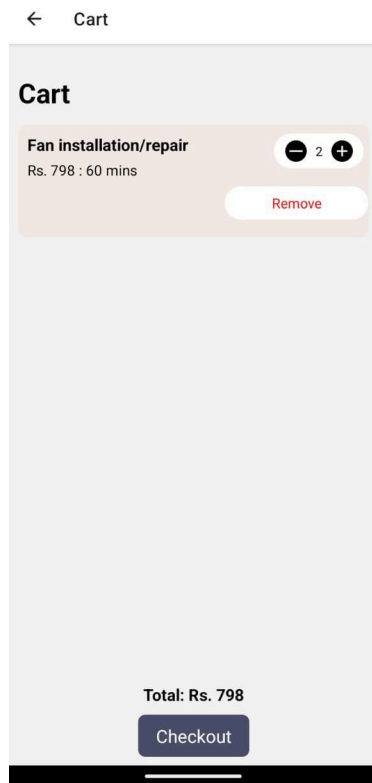 Cart
Cart
Fan installation/repair
2
Rs. 798 : 60 mins
Remove
Total: Rs. 798
Checkout